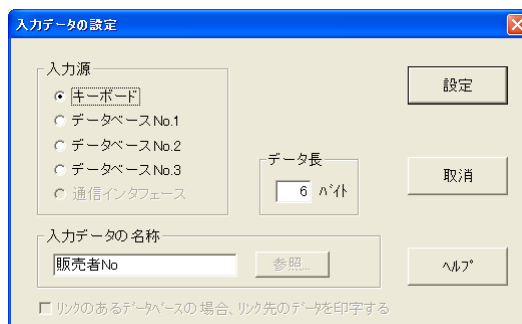 入力データの設定
入力源
キーボード
データベースNo.1
データベースNo.2
データベースNo.3
通信インタフェース
データ長
6 バイト
設定
取消
入力データの名称
販売者No
参照...
ヘルプ
リンクのあるデータベースの場合、リンク先のデータを印字する